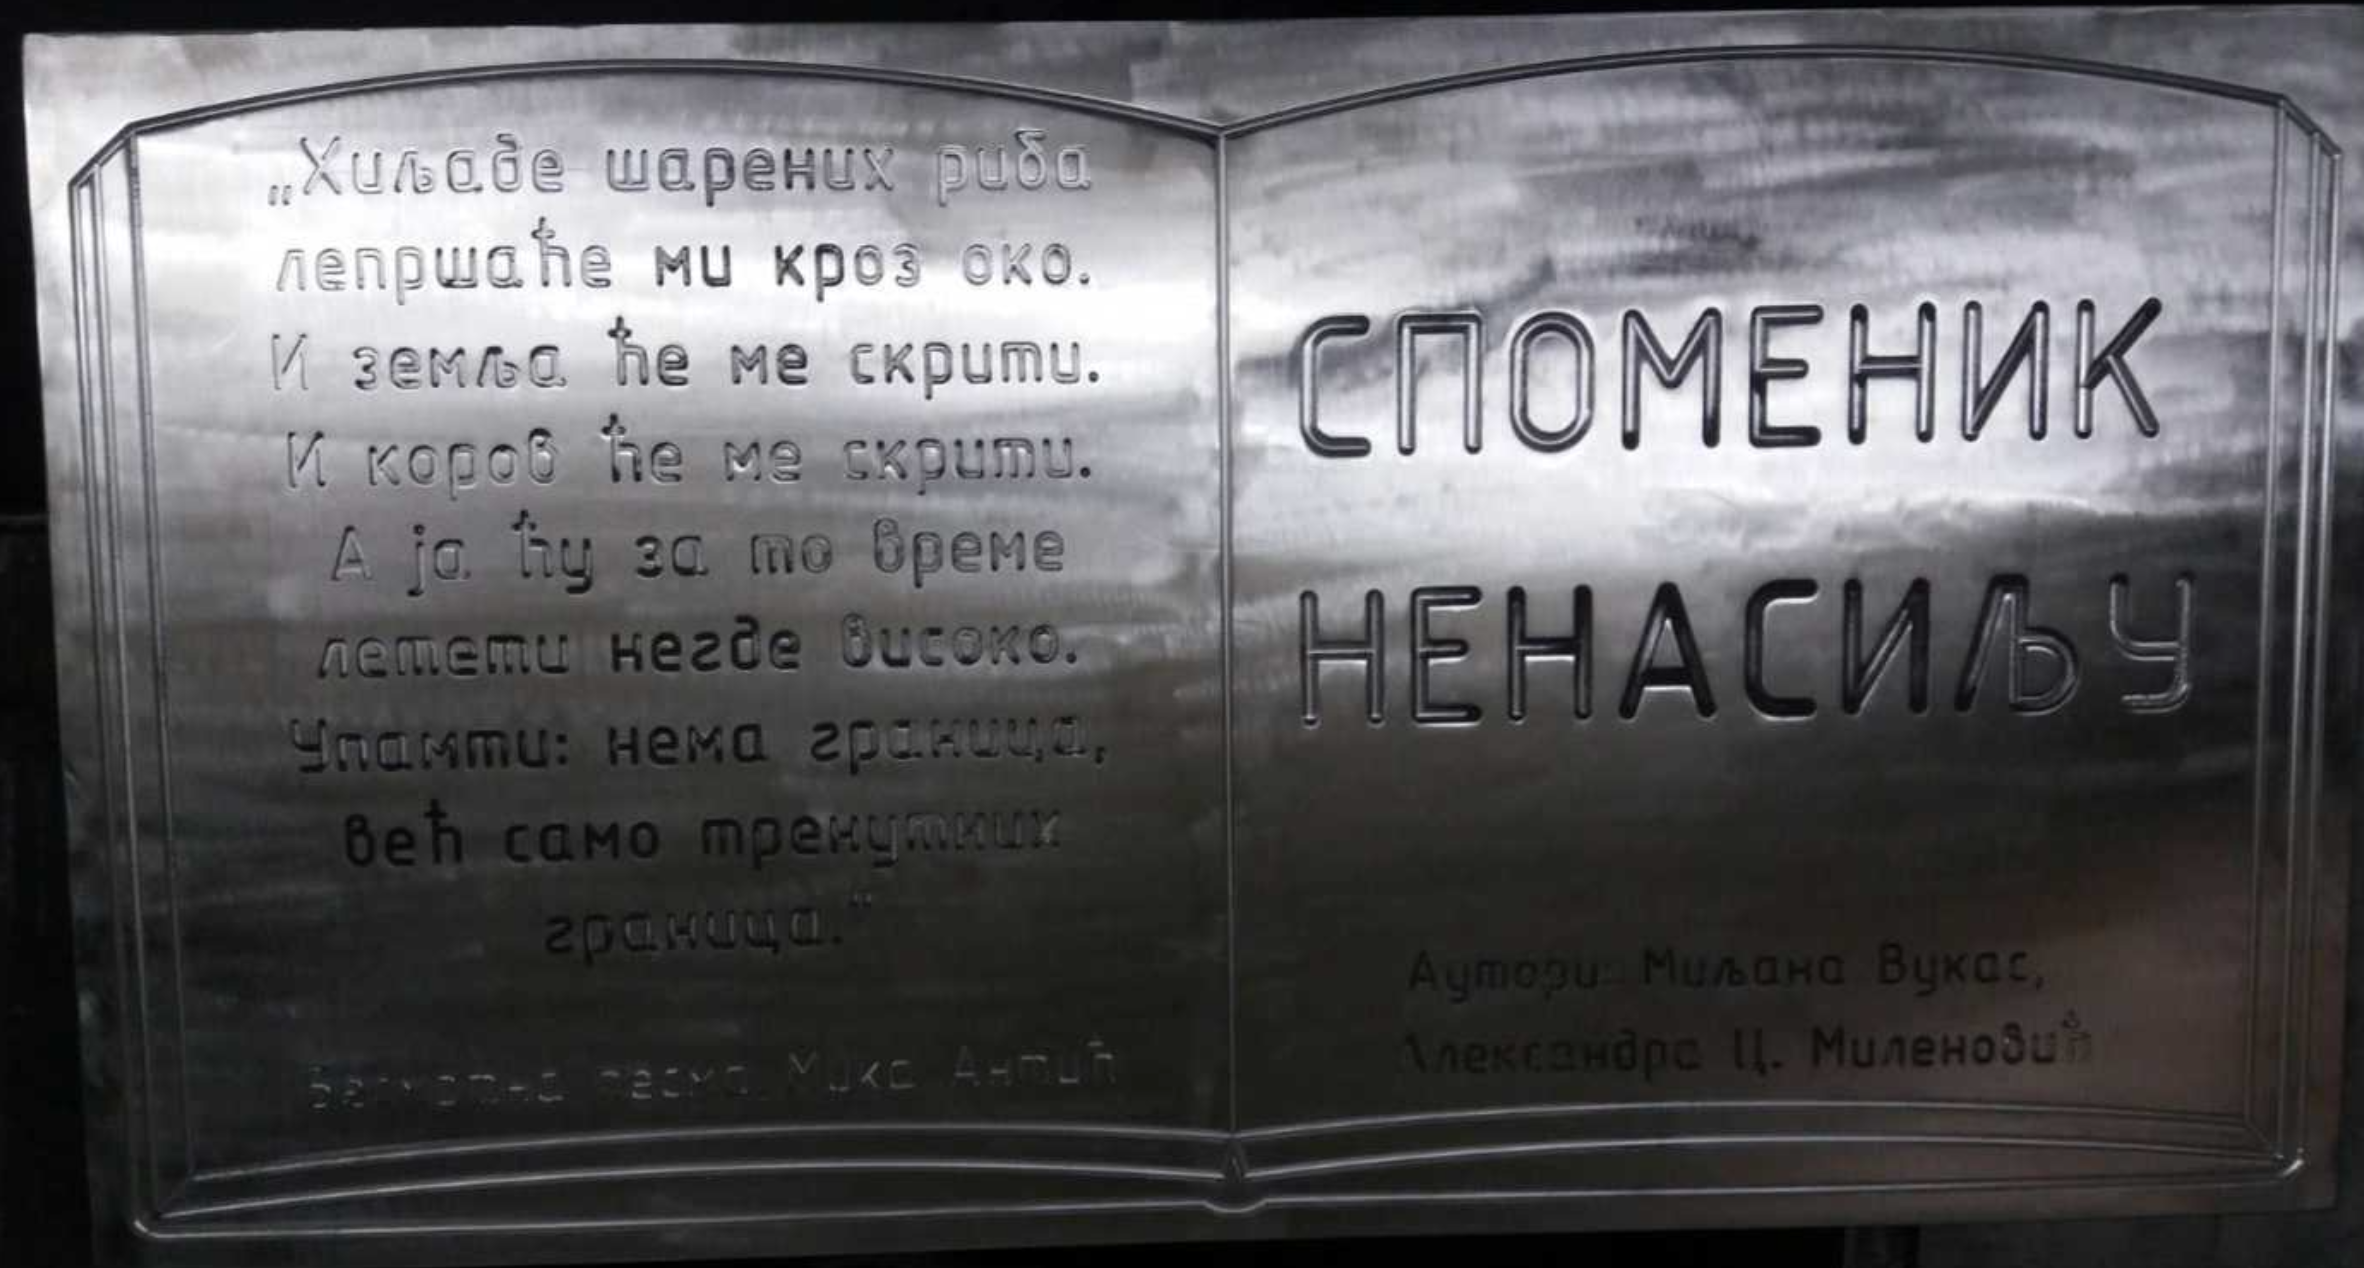 „Хиљаде шарених риба
лепршаће ми кроз око.
И земља ће ме скрити.
И коров ће ме скрити.
А ја ћу за то време
летети негде високо.
Упамти: нема граница,
већ само тренутних
граница.“
Бескрајна песма, Мика Антић
СПОМЕНИК
НЕНАСИЉУ
Аутори: Миљана Вукас,
Александра Ц. Миленовић